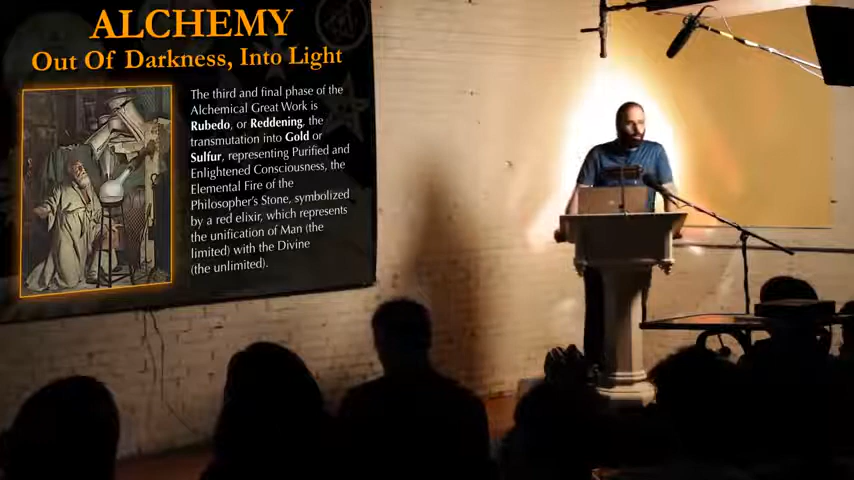 ALCHEMY
Out Of Darkness, Into Light
The third and final phase of the
Alchemical Great Work is
Rubedo, or Reddening, the
transmutation into Gold or
Sulfur, representing Purified and
Enlightened Consciousness, the
Elemental Fire of the
Philosopher's Stone, symbolized
by a red elixir, which represents
the unification of Man (the
limited) with the Divine
(the unlimited).